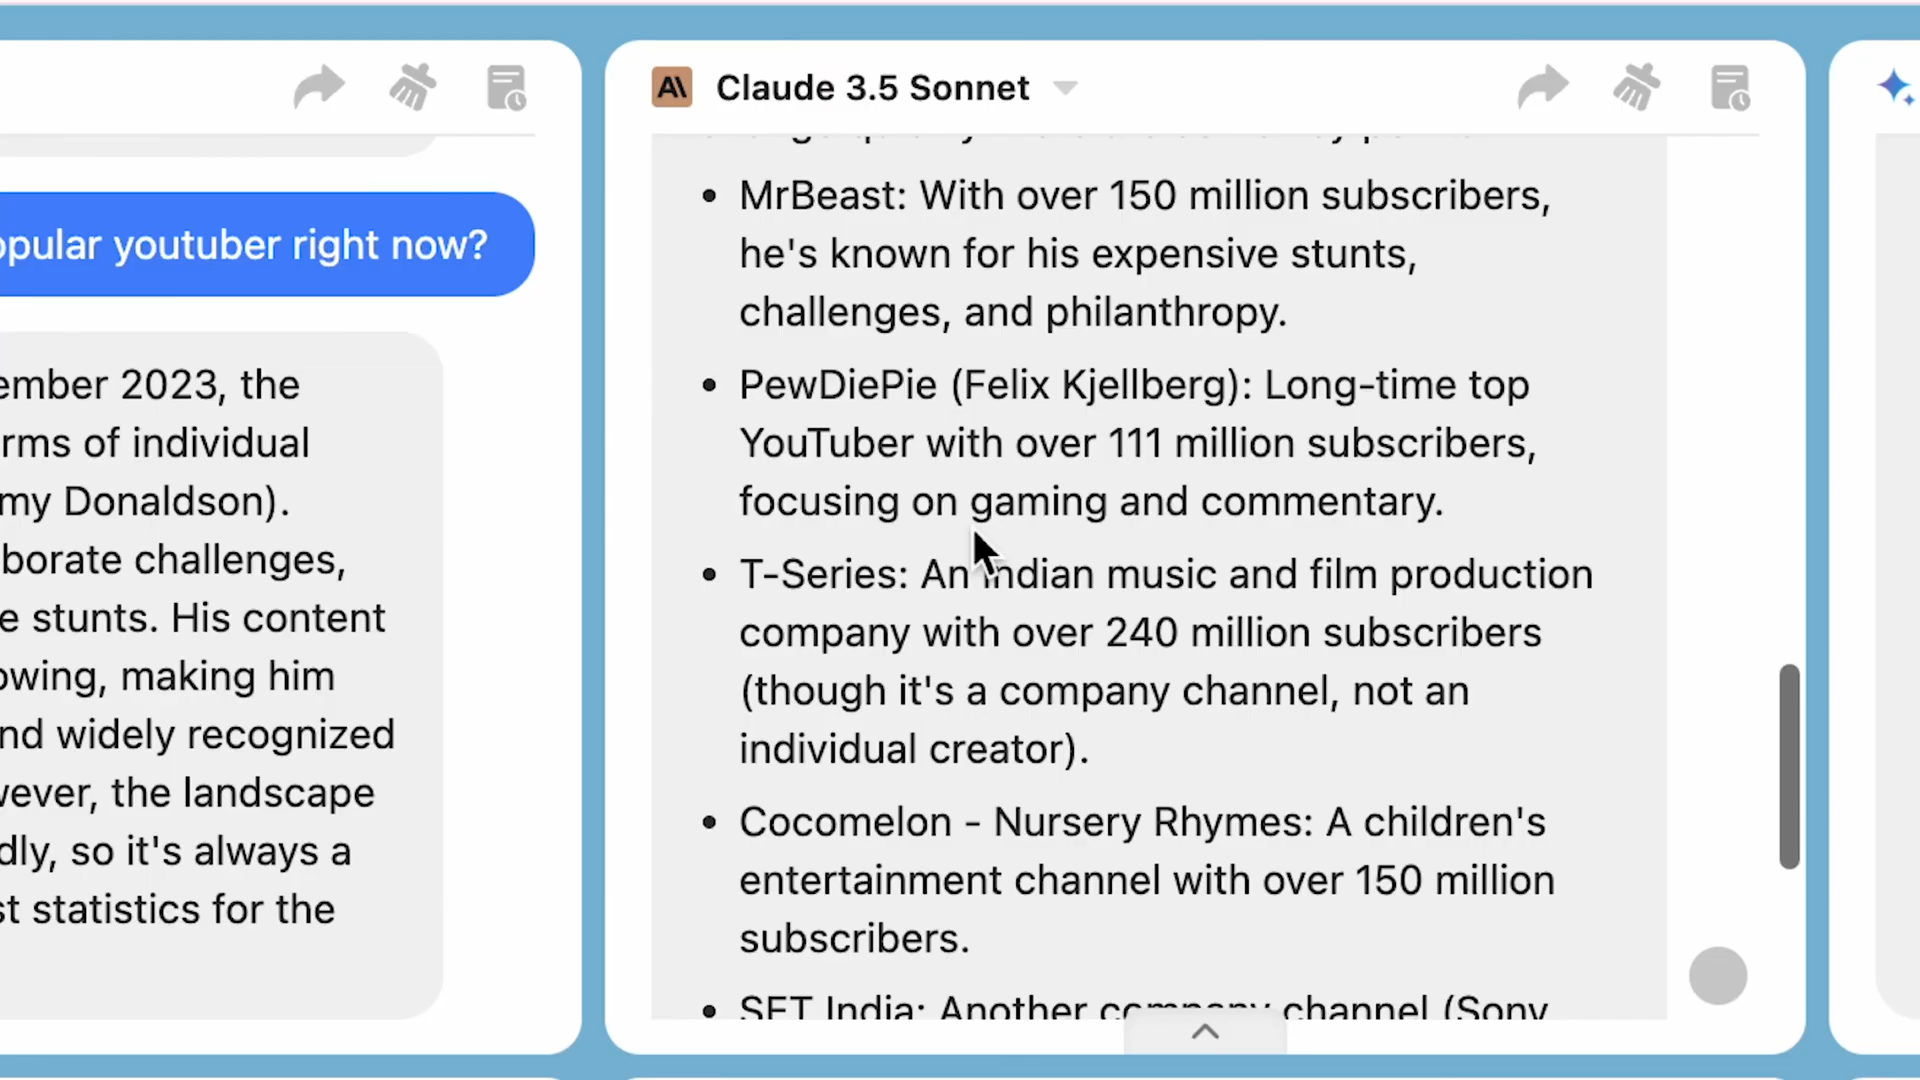 opular youtuber right now?
ember 2023, the
rms of individual
my Donaldson).
borate challenges,
e stunts. His content
owing, making him
nd widely recognized
wever, the landscape
dly, so it's always a
st statistics for the
Claude 3.5 Sonnet
• MrBeast: With over 150 million subscribers,
he's known for his expensive stunts,
challenges, and philanthropy.
• PewDiePie (Felix Kjellberg): Long-time top
YouTuber with over 111 million subscribers,
focusing on gaming and commentary.
• T-Series: An Indian music and film production
company with over 240 million subscribers
(though it's a company channel, not an
individual creator).
• Cocomelon - Nursery Rhymes: A children's
entertainment channel with over 150 million
subscribers.
• SET India: Another company channel (Sony